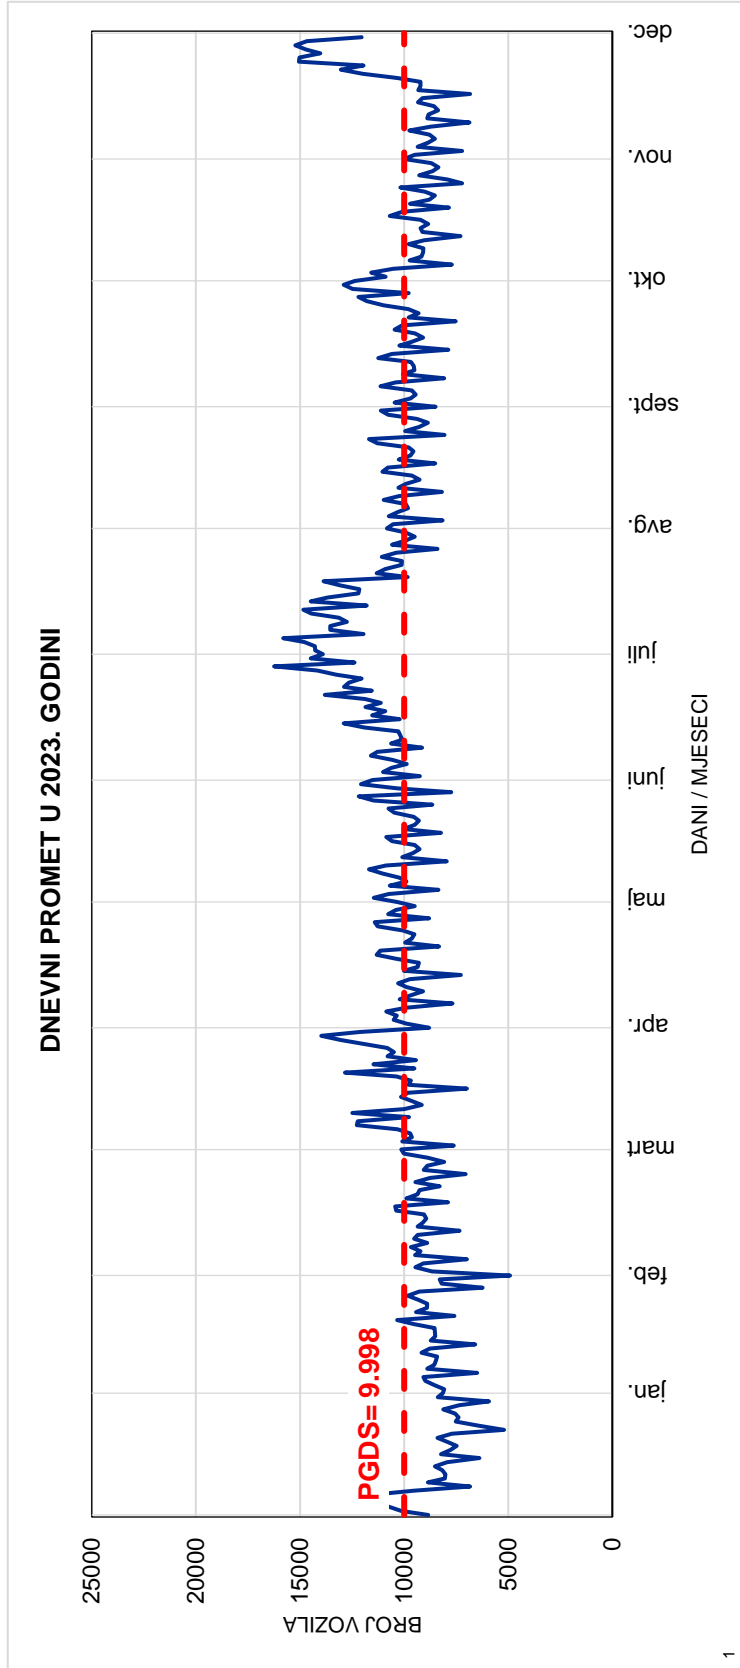 DNEVNI PROMET U 2023. GODINI
25000
20000
15000
10000
5000
0
BROJ VOZILA
PGDS= 9.998
jan.
feb.
mart
apr.
maj
juni
juli
avg.
sept.
okt.
nov.
dec.
DANI / MJESECI
1